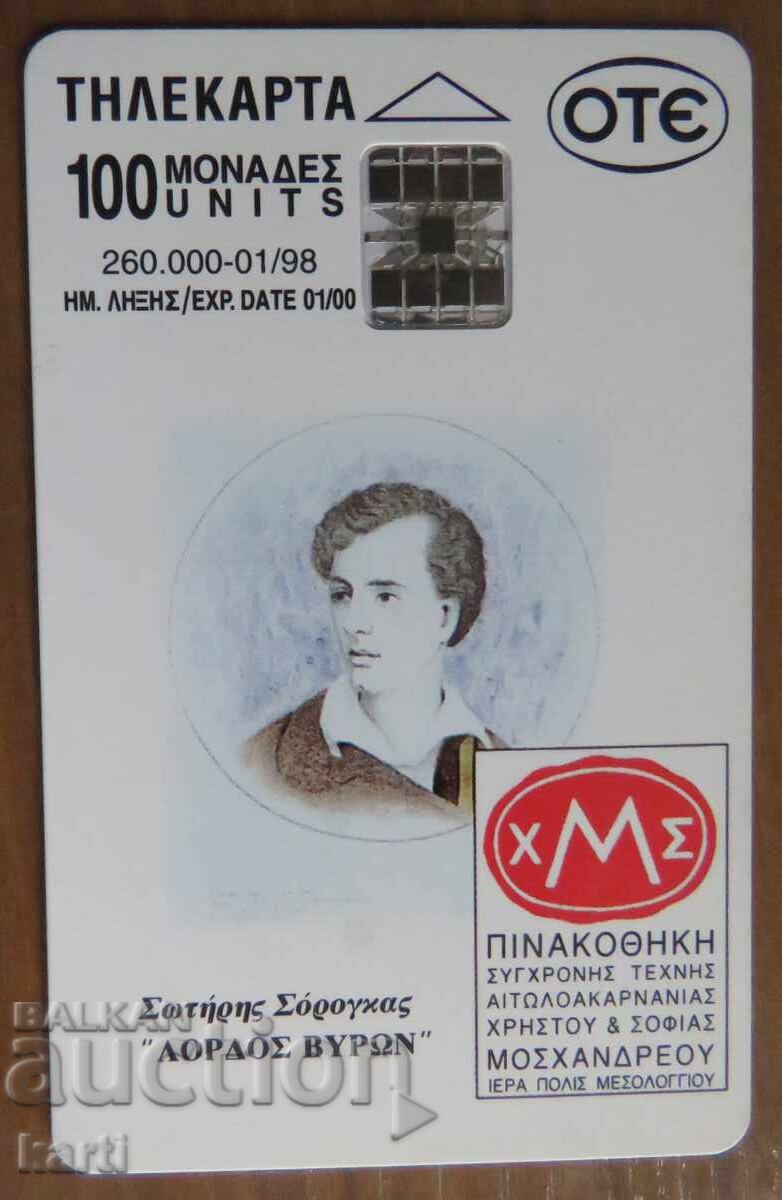 ΤΗΛΕΚΑΡΤΑ
ΟΤΕ
100 ΜΟΝΑΔΕΣ
UNITS
260.000-01/98
ΗΜ. ΛΗΞΗΣ/EXP. DATE 01/00
ΧΜΣ
ΠΙΝΑΚΟΘΗΚΗ
ΣΥΓΧΡΟΝΗΣ ΤΕΧΝΗΣ
ΑΙΤΩΛΟΑΚΑΡΝΑΝΙΑΣ
ΧΡΗΣΤΟΥ & ΣΟΦΙΑΣ
ΜΟΣΧΑΝΔΡΕΟΥ
ΙΕΡΑ ΠΟΛΙΣ ΜΕΣΟΛΟΓΓΙΟΥ
Σωτήρης Σόρογκας
"ΛΟΡΔΟΣ ΒΥΡΩΝ"
BALKAN
auction
karti